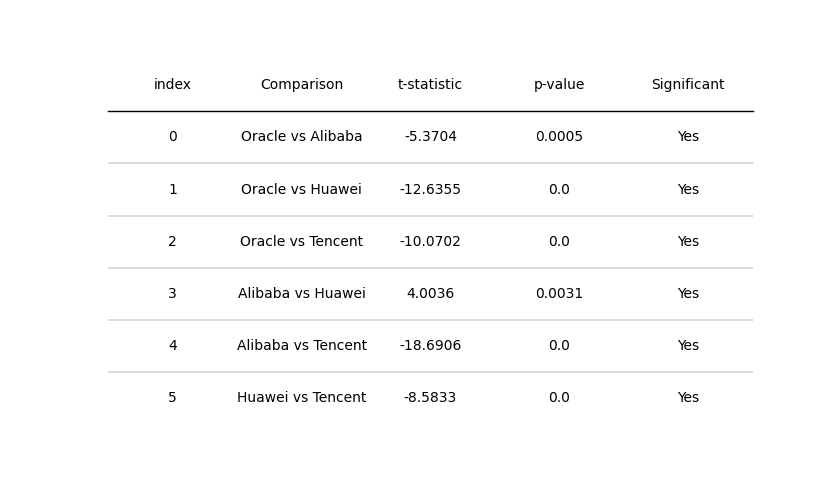 index Comparison t-statistic p-value Significant
0 Oracle vs Alibaba -5.3704 0.0005 Yes
1 Oracle vs Huawei -12.6355 0.0 Yes
2 Oracle vs Tencent -10.0702 0.0 Yes
3 Alibaba vs Huawei 4.0036 0.0031 Yes
4 Alibaba vs Tencent -18.6906 0.0 Yes
5 Huawei vs Tencent -8.5833 0.0 Yes